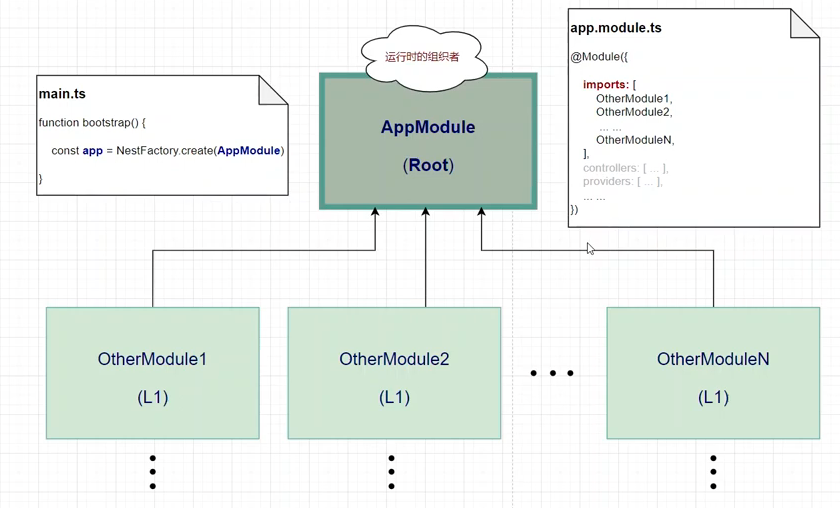 运行时的组织者
main.ts
function bootstrap() {
const app = NestFactory.create(AppModule)
}
AppModule
(Root)
app.module.ts
@Module({
imports: [
OtherModule1,
OtherModule2,
... ...
OtherModuleN,
],
controllers: [ ... ],
providers: [ ... ],
... ...
})
OtherModule1
(L1)
OtherModule2
(L1)
OtherModuleN
(L1)